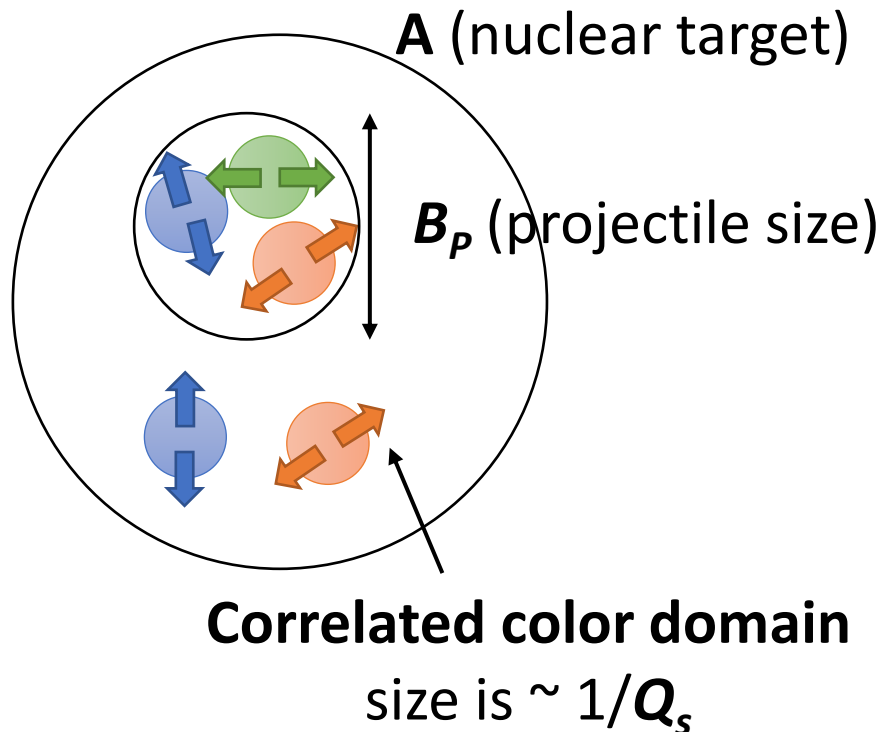 A (nuclear target)
B_P (projectile size)
Correlated color domain
size is ~ 1/Q_s